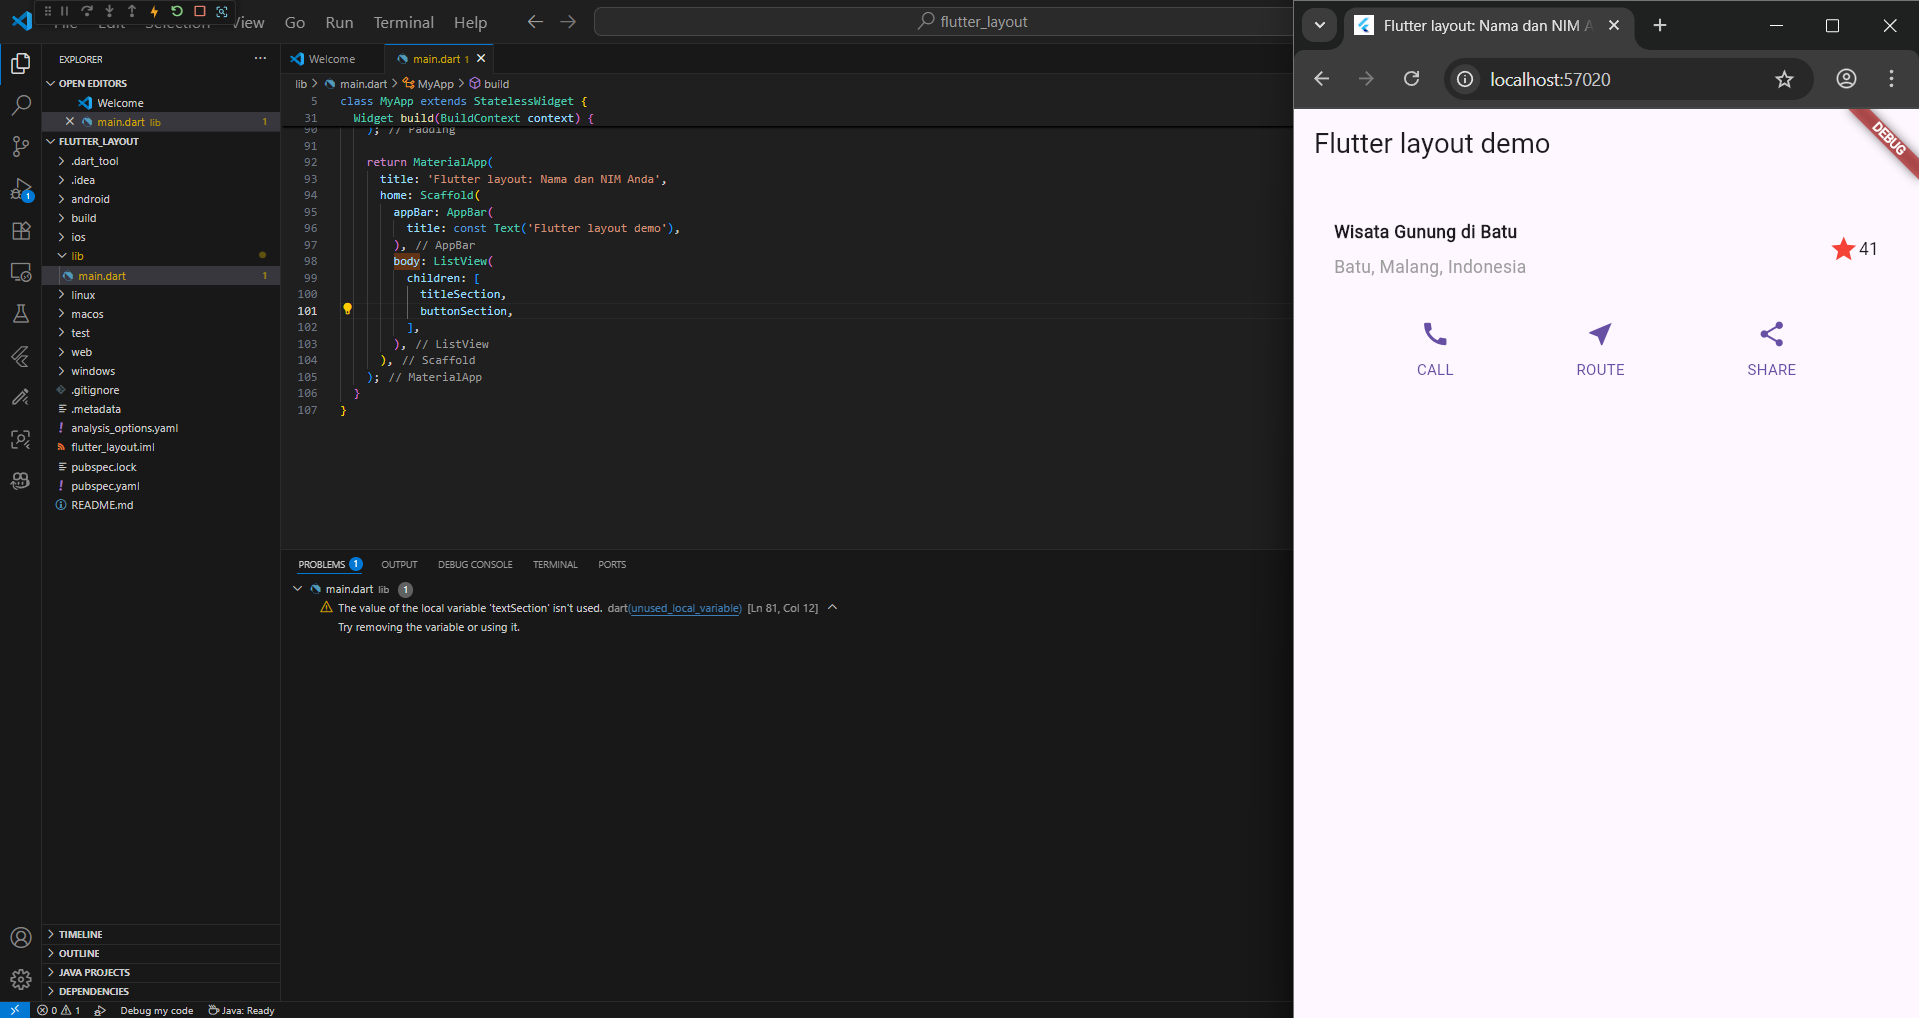 File Edit Selection View Go Run Terminal Help
flutter_layout
EXPLORER
OPEN EDITORS
Welcome
main.dart lib 1
FLUTTER_LAYOUT
.dart_tool
.idea
android
build
ios
lib
main.dart 1
linux
macos
test
web
windows
.gitignore
.metadata
analysis_options.yaml
flutter_layout.iml
pubspec.lock
pubspec.yaml
README.md
TIMELINE
OUTLINE
JAVA PROJECTS
DEPENDENCIES
0 1 Debug my code Java: Ready
Welcome main.dart 1
lib > main.dart > MyApp > build
5 class MyApp extends StatelessWidget {
31 Widget build(BuildContext context) {
90 ); // Padding
91
92 return MaterialApp(
93 title: 'Flutter layout: Nama dan NIM Anda',
94 home: Scaffold(
95 appBar: AppBar(
96 title: const Text('Flutter layout demo'),
97 ), // AppBar
98 body: ListView(
99 children: [
100 titleSection,
101 buttonSection,
102 ],
103 ), // ListView
104 ), // Scaffold
105 ); // MaterialApp
106 }
107 }
PROBLEMS 1 OUTPUT DEBUG CONSOLE TERMINAL PORTS
main.dart lib 1
The value of the local variable 'textSection' isn't used. dart(unused_local_variable) [Ln 81, Col 12]
Try removing the variable or using it.
Flutter layout: Nama dan NIM A
localhost:57020
Flutter layout demo
DEBUG
Wisata Gunung di Batu
Batu, Malang, Indonesia
41
CALL ROUTE SHARE